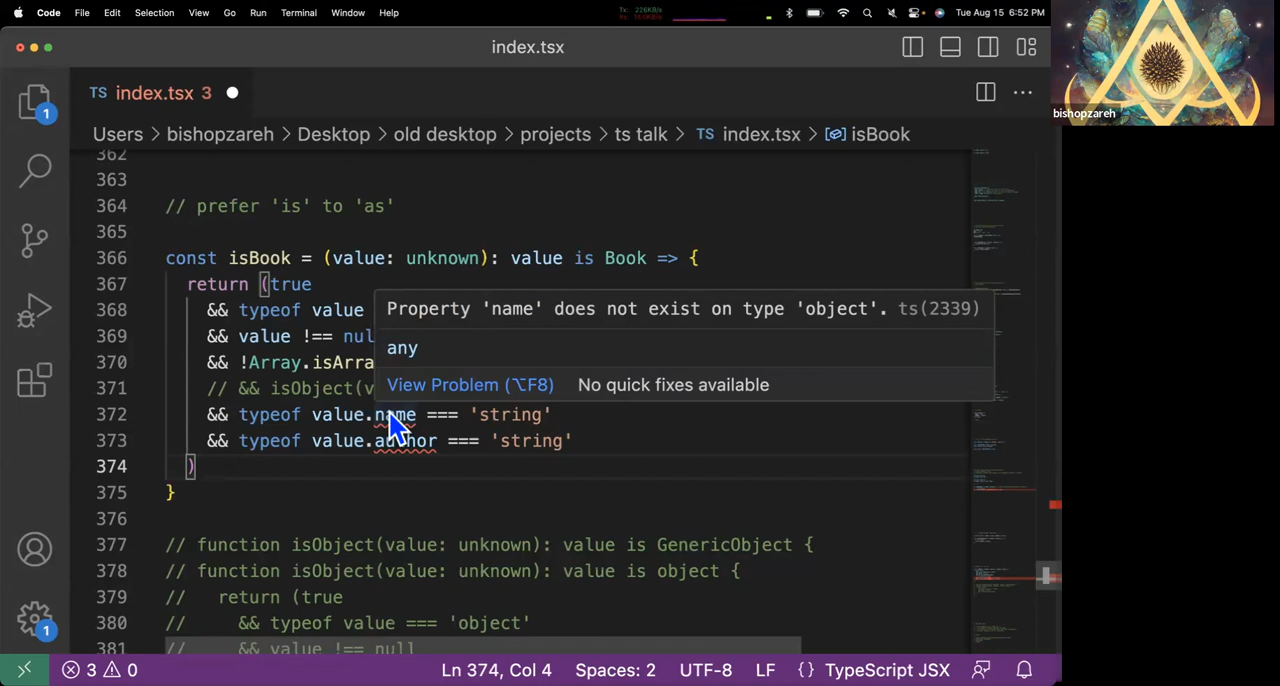 Code File Edit Selection View Go Run Terminal Window Help Tue Aug 15 6:52 PM
index.tsx
TS index.tsx 3
bishopzareh
Users > bishopzareh > Desktop > old desktop > projects > ts talk > TS index.tsx > isBook
362
363
364 // prefer 'is' to 'as'
365
366 const isBook = (value: unknown): value is Book => {
367 return (true
368 && typeof value
369 && value !== nul
370 && !Array.isArra
371 // && isObject(v
Property 'name' does not exist on type 'object'. ts(2339)
any
View Problem (⌥F8) No quick fixes available
372 && typeof value.name === 'string'
373 && typeof value.author === 'string'
374 )
375 }
376
377 // function isObject(value: unknown): value is GenericObject {
378 // function isObject(value: unknown): value is object {
379 // return (true
380 // && typeof value === 'object'
381 // && value !== null
1
1
3 0 Ln 374, Col 4 Spaces: 2 UTF-8 LF {} TypeScript JSX